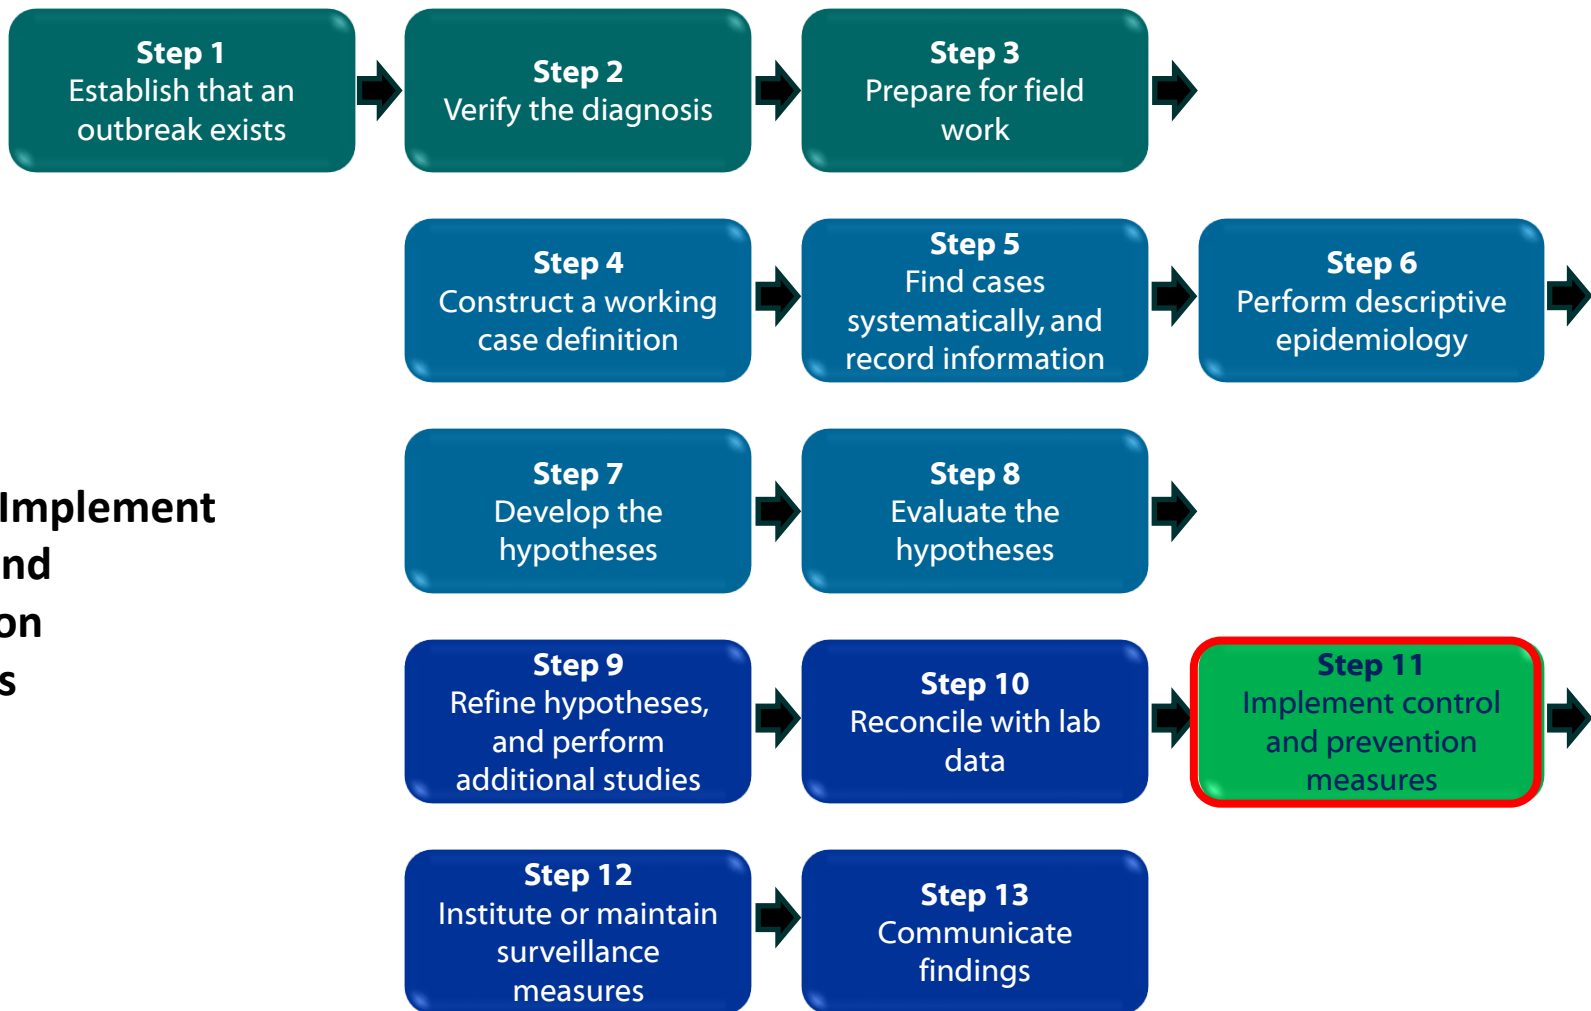 Step 1
Establish that an
outbreak exists
Step 2
Verify the diagnosis
Step 3
Prepare for field
work
Step 4
Construct a working
case definition
Step 5
Find cases
systematically, and
record information
Step 6
Perform descriptive
epidemiology
Implement
nd
on
s
Step 7
Develop the
hypotheses
Step 8
Evaluate the
hypotheses
Step 9
Refine hypotheses,
and perform
additional studies
Step 10
Reconcile with lab
data
Step 11
Implement control
and prevention
measures
Step 12
Institute or maintain
surveillance
measures
Step 13
Communicate
findings